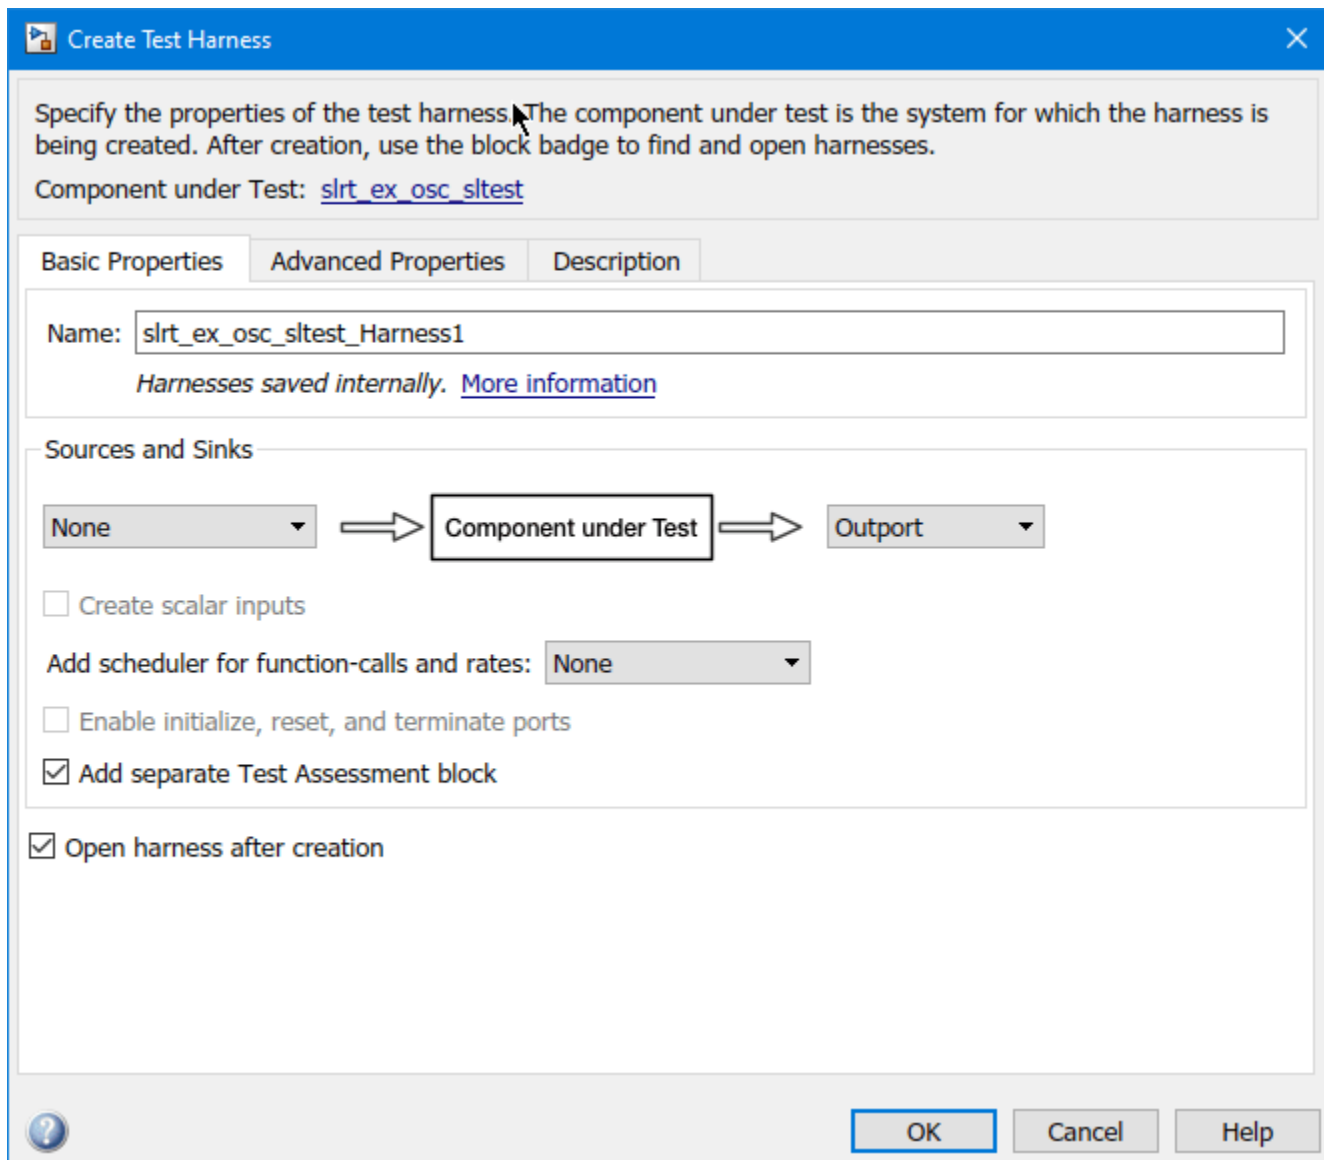 Create Test Harness
Specify the properties of the test harness. The component under test is the system for which the harness is
being created. After creation, use the block badge to find and open harnesses.
Component under Test: slrt_ex_osc_sltest
Basic Properties Advanced Properties Description
Name: slrt_ex_osc_sltest_Harness1
Harnesses saved internally. More information
Sources and Sinks
None Component under Test Outport
Create scalar inputs
Add scheduler for function-calls and rates: None
Enable initialize, reset, and terminate ports
Add separate Test Assessment block
Open harness after creation
? OK Cancel Help